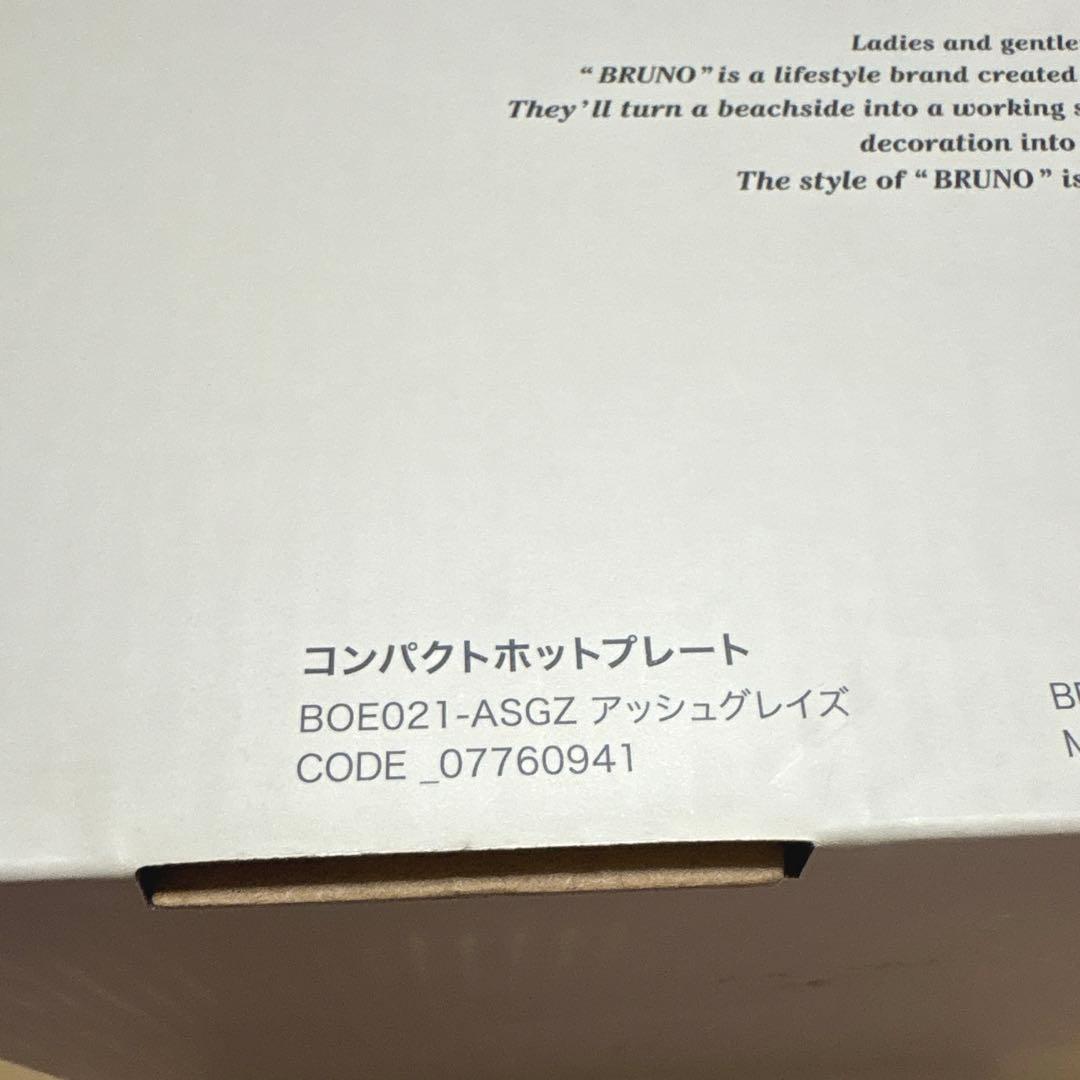 Ladies and gentle
“BRUNO” is a lifestyle brand created
They’ll turn a beachside into a working
decoration into
The style of “BRUNO” is
コンパクトホットプレート
BOE021-ASGZ アッシュグレイズ
CODE _07760941